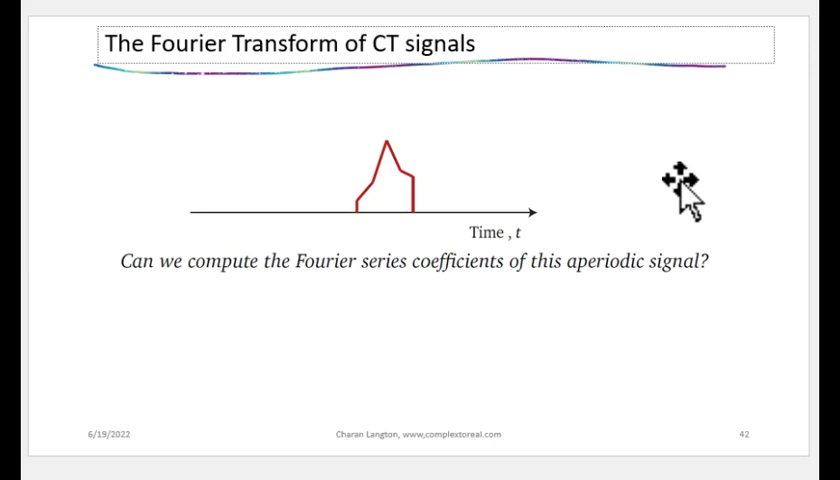 The Fourier Transform of CT signals
Time , t
Can we compute the Fourier series coefficients of this aperiodic signal?
6/19/2022
Charan Langton, www.complextoreal.com
42